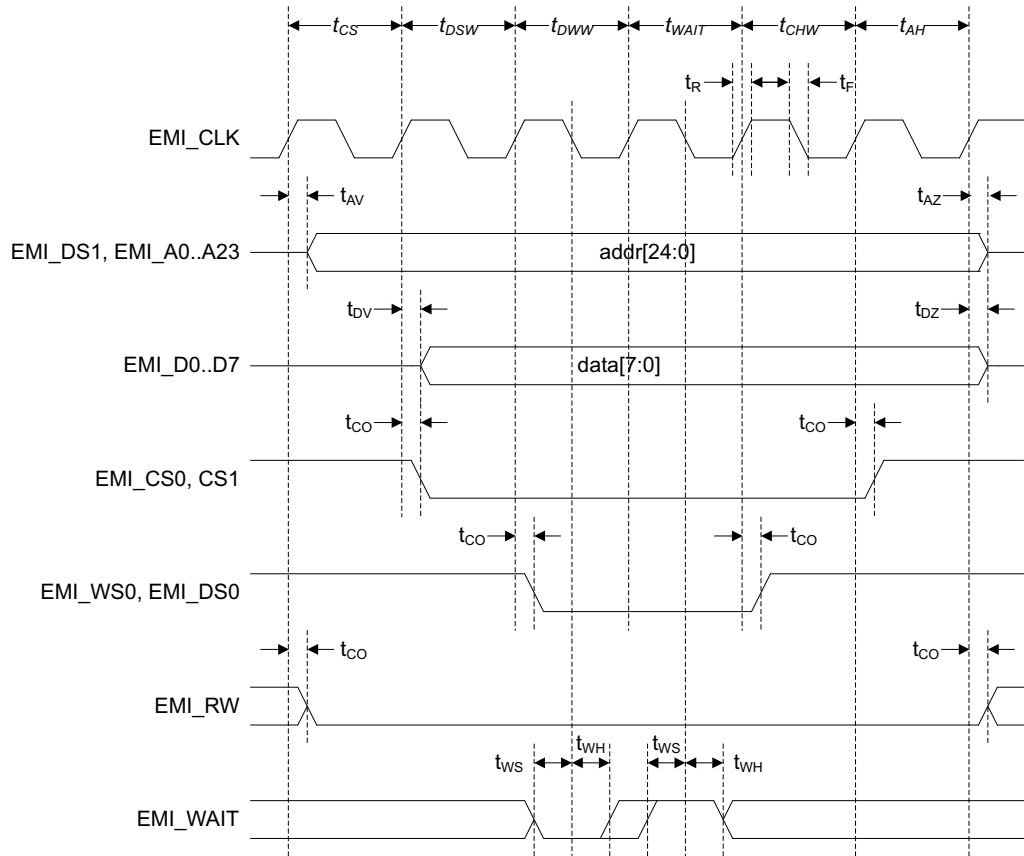 tCS tDSW tDWW tWAIT tCHW tAH
tR tF
EMI_CLK
tAV tAZ
EMI_DS1, EMI_A0..A23 addr[24:0]
tDV tDZ
EMI_D0..D7 data[7:0]
tCO tCO
EMI_CS0, CS1
tCO tCO
EMI_WS0, EMI_DS0
tCO tCO
EMI_RW
tWS tWH tWS tWH
EMI_WAIT